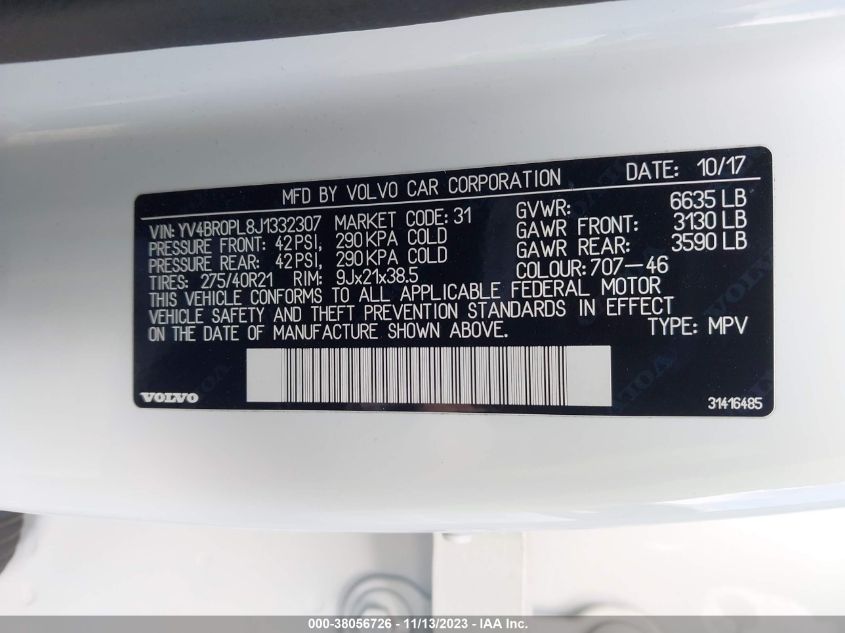 MFD BY VOLVO CAR CORPORATION DATE: 10/17
VIN: YV4BR0PL8J1332307 MARKET CODE: 31 GVWR: 6635 LB
PRESSURE FRONT: 42 PSI, 290 KPA COLD GAWR FRONT: 3130 LB
PRESSURE REAR: 42 PSI, 290 KPA COLD GAWR REAR: 3590 LB
TIRES: 275/40R21 RIM: 9Jx21x38.5 COLOUR: 707-46
THIS VEHICLE CONFORMS TO ALL APPLICABLE FEDERAL MOTOR
VEHICLE SAFETY AND THEFT PREVENTION STANDARDS IN EFFECT
ON THE DATE OF MANUFACTURE SHOWN ABOVE. TYPE: MPV
VOLVO 31416485
000-38056726 - 11/13/2023 - IAA Inc.